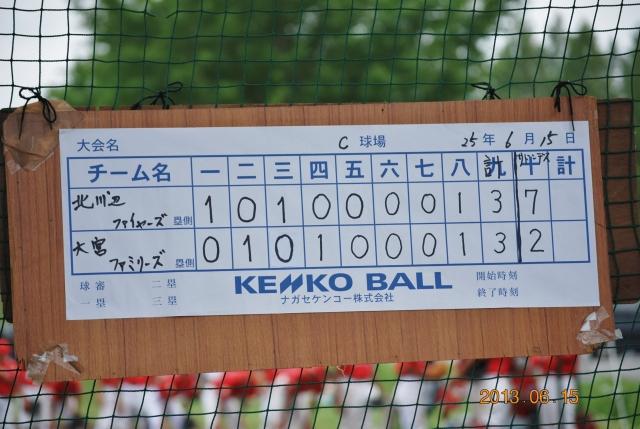 大会名 C 球場 25年 6月 15日
チーム名 一 二 三 四 五 六 七 八 計 計
北川辺 ファイヤーズ 塁側 1 0 1 0 0 0 0 1 3 7
大宮 ファミリーズ 塁側 0 1 0 1 0 0 0 1 3 2
球審 二塁 KENKO BALL 開始時刻
一塁 三塁 ナガセケンコー株式会社 終了時刻
2013.06.15